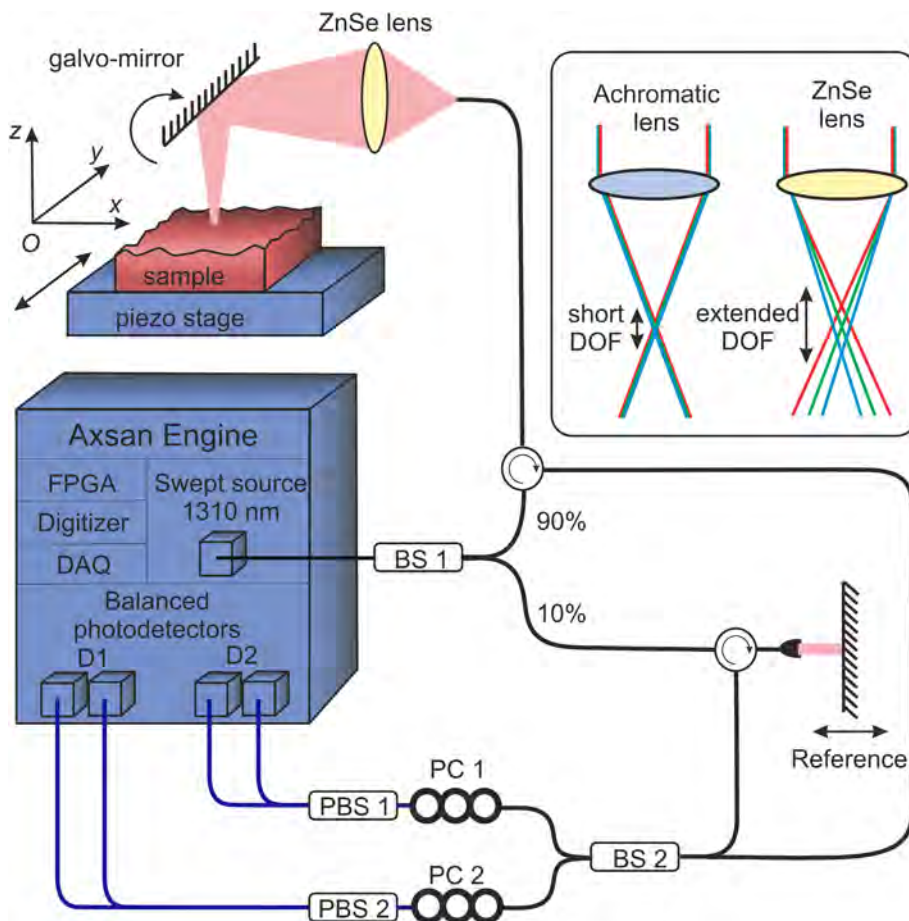 ZnSe lens
galvo-mirror
z
y
x
O
sample
piezo stage
Achromatic
lens
ZnSe
lens
short
DOF
extended
DOF
Axsan Engine
FPGA
Digitizer
DAQ
Swept source
1310 nm
BS 1
90%
10%
Balanced
photodetectors
D1
D2
Reference
PC 1
PBS 1
BS 2
PC 2
PBS 2